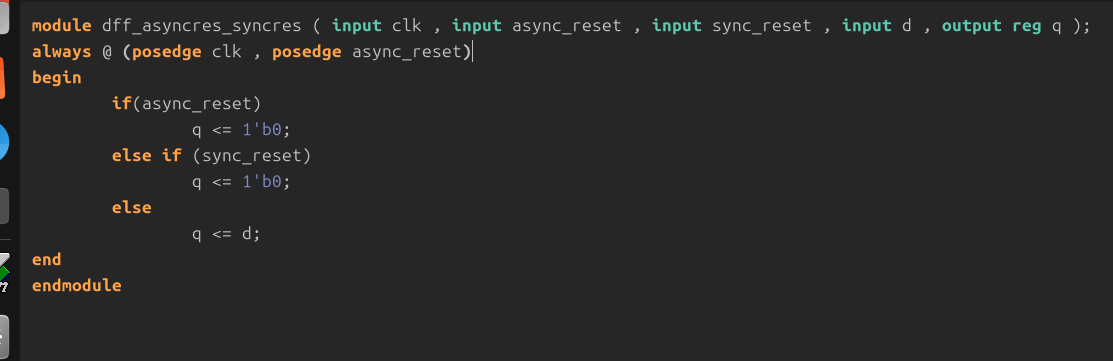 module dff_asyncres_syncres ( input clk , input async_reset , input sync_reset , input d , output reg q );
always @ (posedge clk , posedge async_reset)
begin
        if(async_reset)
                q <= 1'b0;
        else if (sync_reset)
                q <= 1'b0;
        else
                q <= d;
end
endmodule